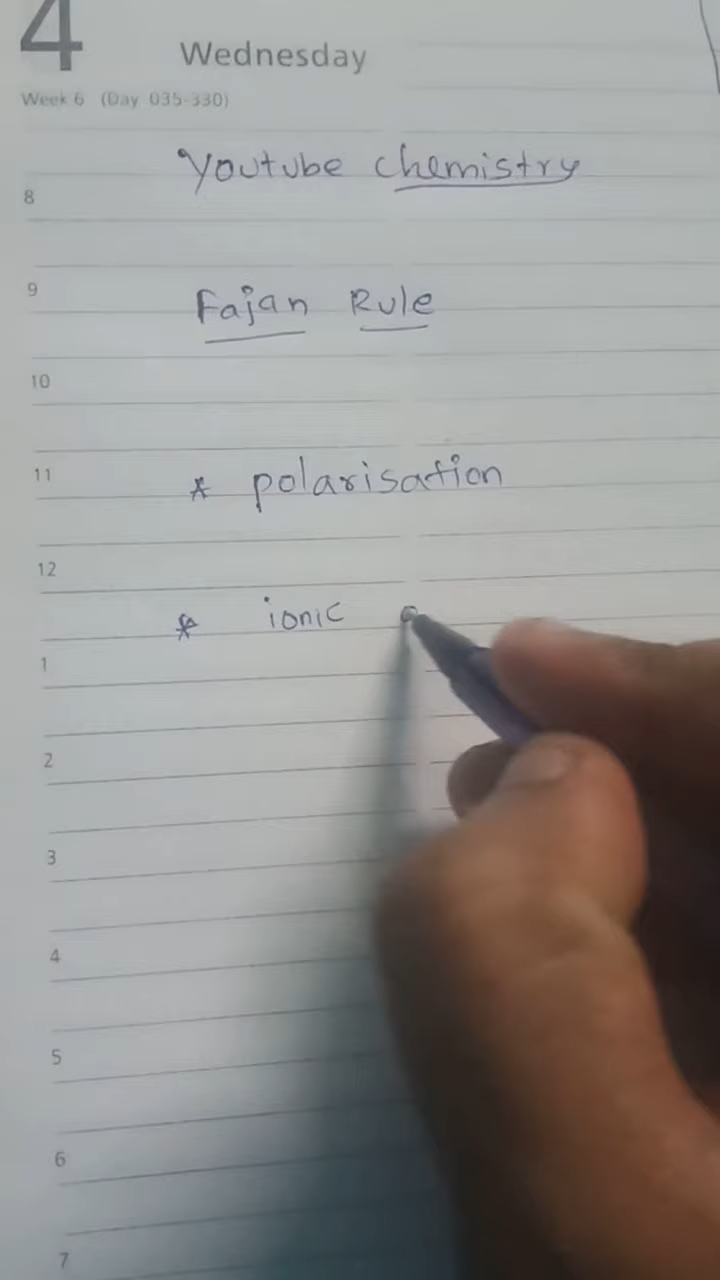 4
Wednesday
Week 6 (Day 035-330)
Youtube chemistry
8
9
Fajan Rule
10
11
* polarisation
12
* ionic
1
2
3
4
5
6
7